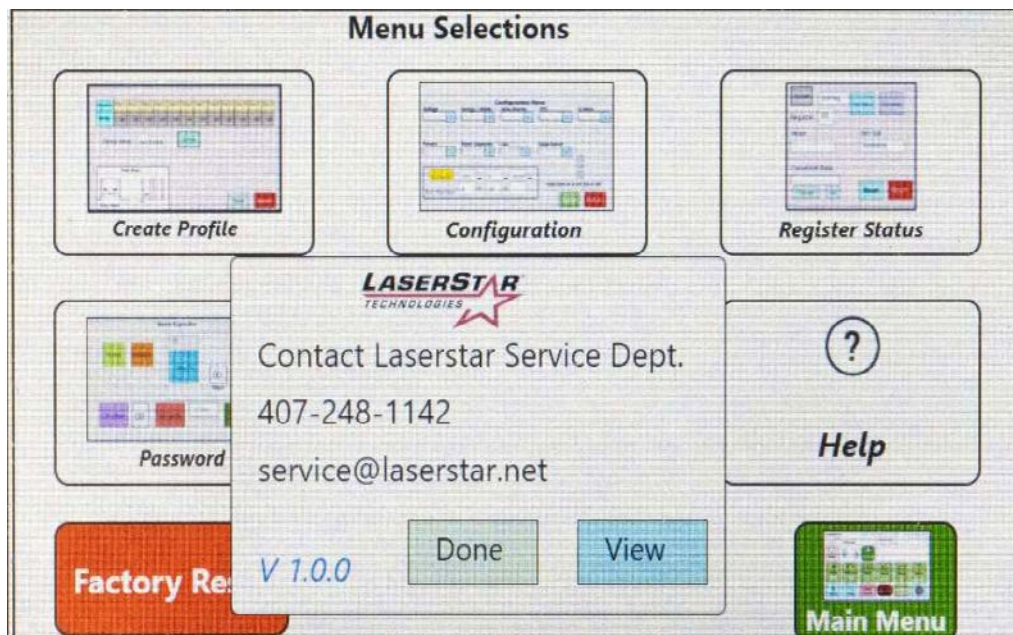 Menu Selections
Create Profile
Configuration
Register Status
LASERSTAR
TECHNOLOGIES
Contact Laserstar Service Dept.
407-248-1142
service@laserstar.net
V 1.0.0
Done
View
Password
Help
Factory Res
Main Menu